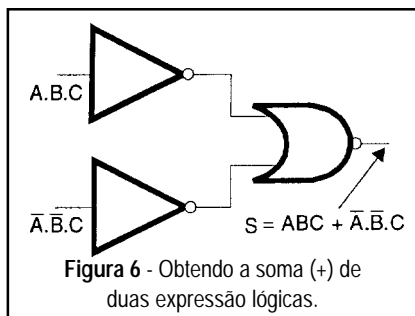 A.B.C
A̅.B̅.C
S = ABC + A̅.B̅.C
Figura 6 - Obtendo a soma (+) de
duas expressão lógicas.